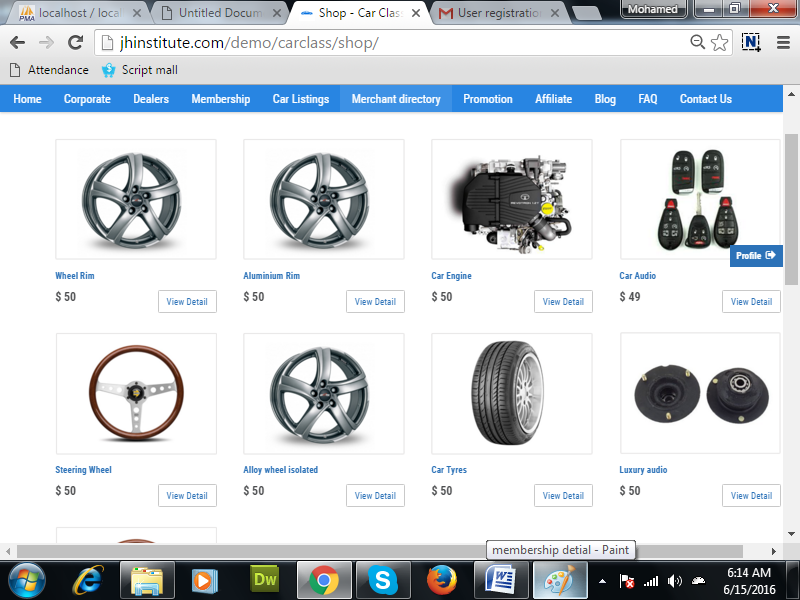 Mohamed
localhost / local
Untitled Docum
Shop - Car Clas
User registratio
jhinstitute.com/demo/carclass/shop/
Attendance
Script mall
Home
Corporate
Dealers
Membership
Car Listings
Merchant directory
Promotion
Affiliate
Blog
FAQ
Contact Us
Profile
Wheel Rim
Aluminium Rim
Car Engine
Car Audio
$ 50
View Detail
$ 50
View Detail
$ 50
View Detail
$ 49
View Detail
Steering Wheel
Alloy wheel isolated
Car Tyres
Luxury audio
$ 50
View Detail
$ 50
View Detail
$ 50
View Detail
$ 50
View Detail
membership detial - Paint
Dw
6:14 AM
6/15/2016